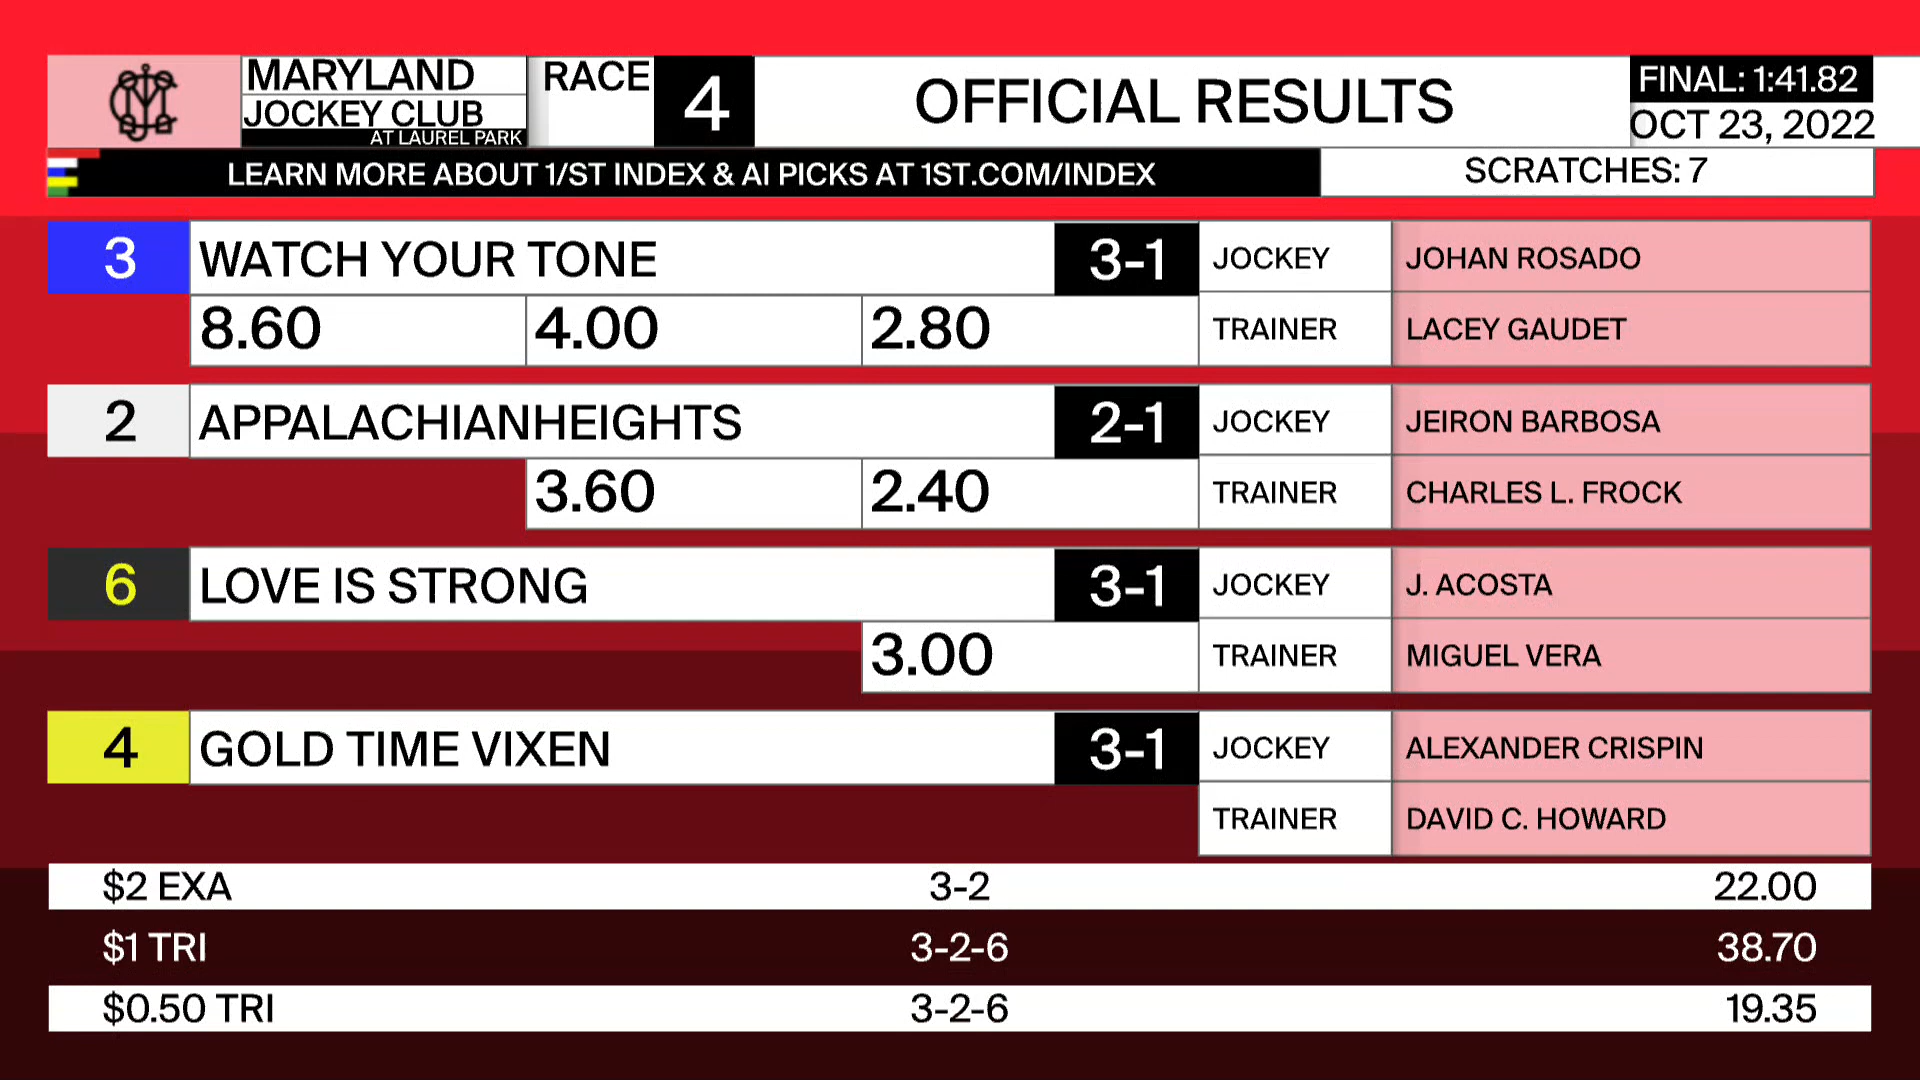 MARYLAND
JOCKEY CLUB
AT LAUREL PARK
RACE 4
OFFICIAL RESULTS
FINAL: 1:41.82
OCT 23, 2022
LEARN MORE ABOUT 1/ST INDEX & AI PICKS AT 1ST.COM/INDEX
SCRATCHES: 7
3 WATCH YOUR TONE 3-1 JOCKEY JOHAN ROSADO
8.60 4.00 2.80 TRAINER LACEY GAUDET
2 APPALACHIANHEIGHTS 2-1 JOCKEY JEIRON BARBOSA
3.60 2.40 TRAINER CHARLES L. FROCK
6 LOVE IS STRONG 3-1 JOCKEY J. ACOSTA
3.00 TRAINER MIGUEL VERA
4 GOLD TIME VIXEN 3-1 JOCKEY ALEXANDER CRISPIN
TRAINER DAVID C. HOWARD
$2 EXA 3-2 22.00
$1 TRI 3-2-6 38.70
$0.50 TRI 3-2-6 19.35